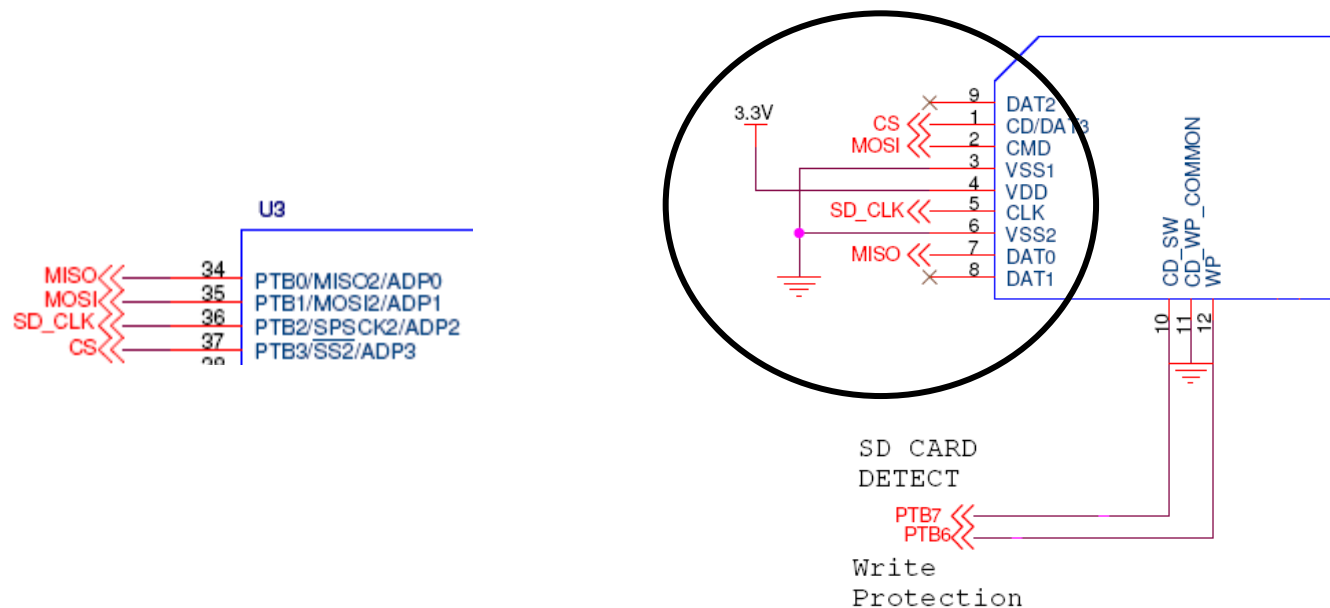 U3
MISO 34 PTB0/MISO2/ADP0
MOSI 35 PTB1/MOSI2/ADP1
SD_CLK 36 PTB2/SPSCK2/ADP2
CS 37 PTB3/SS2/ADP3
3.3V
9 DAT2
CS 1 CD/DAT3
MOSI 2 CMD
3 VSS1
4 VDD
SD_CLK 5 CLK
6 VSS2
MISO 7 DAT0
8 DAT1
CD_SW
CD_WP_COMMON
WP
10
11
12
SD CARD
DETECT
PTB7
PTB6
Write
Protection